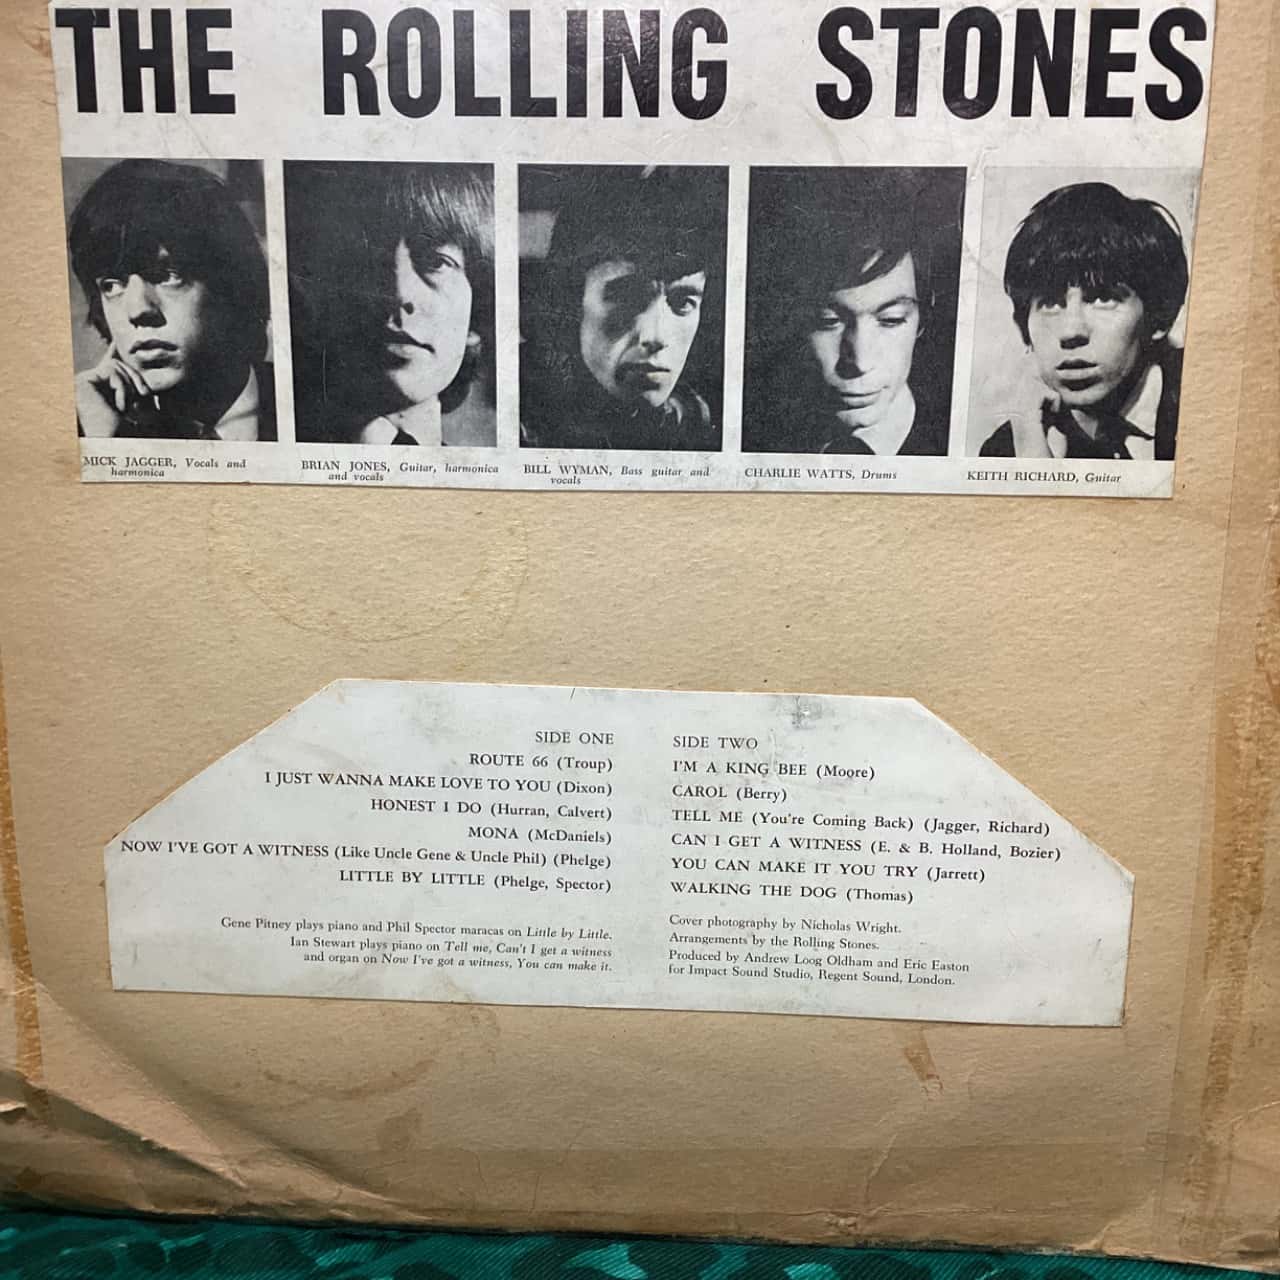 THE ROLLING STONES
MICK JAGGER, Vocals and
harmonica
BRIAN JONES, Guitar, harmonica
and vocals
BILL WYMAN, Bass guitar and
vocals
CHARLIE WATTS, Drums
KEITH RICHARD, Guitar
SIDE ONE
ROUTE 66 (Troup)
I JUST WANNA MAKE LOVE TO YOU (Dixon)
HONEST I DO (Hurran, Calvert)
MONA (McDaniels)
NOW I'VE GOT A WITNESS (Like Uncle Gene & Uncle Phil) (Phelge)
LITTLE BY LITTLE (Phelge, Spector)
Gene Pitney plays piano and Phil Spector maracas on Little by Little.
Ian Stewart plays piano on Tell me, Can't I get a witness
and organ on Now I've got a witness, You can make it.
SIDE TWO
I'M A KING BEE (Moore)
CAROL (Berry)
TELL ME (You're Coming Back) (Jagger, Richard)
CAN I GET A WITNESS (E. & B. Holland, Bozier)
YOU CAN MAKE IT YOU TRY (Jarrett)
WALKING THE DOG (Thomas)
Cover photography by Nicholas Wright.
Arrangements by the Rolling Stones.
Produced by Andrew Loog Oldham and Eric Easton
for Impact Sound Studio, Regent Sound, London.